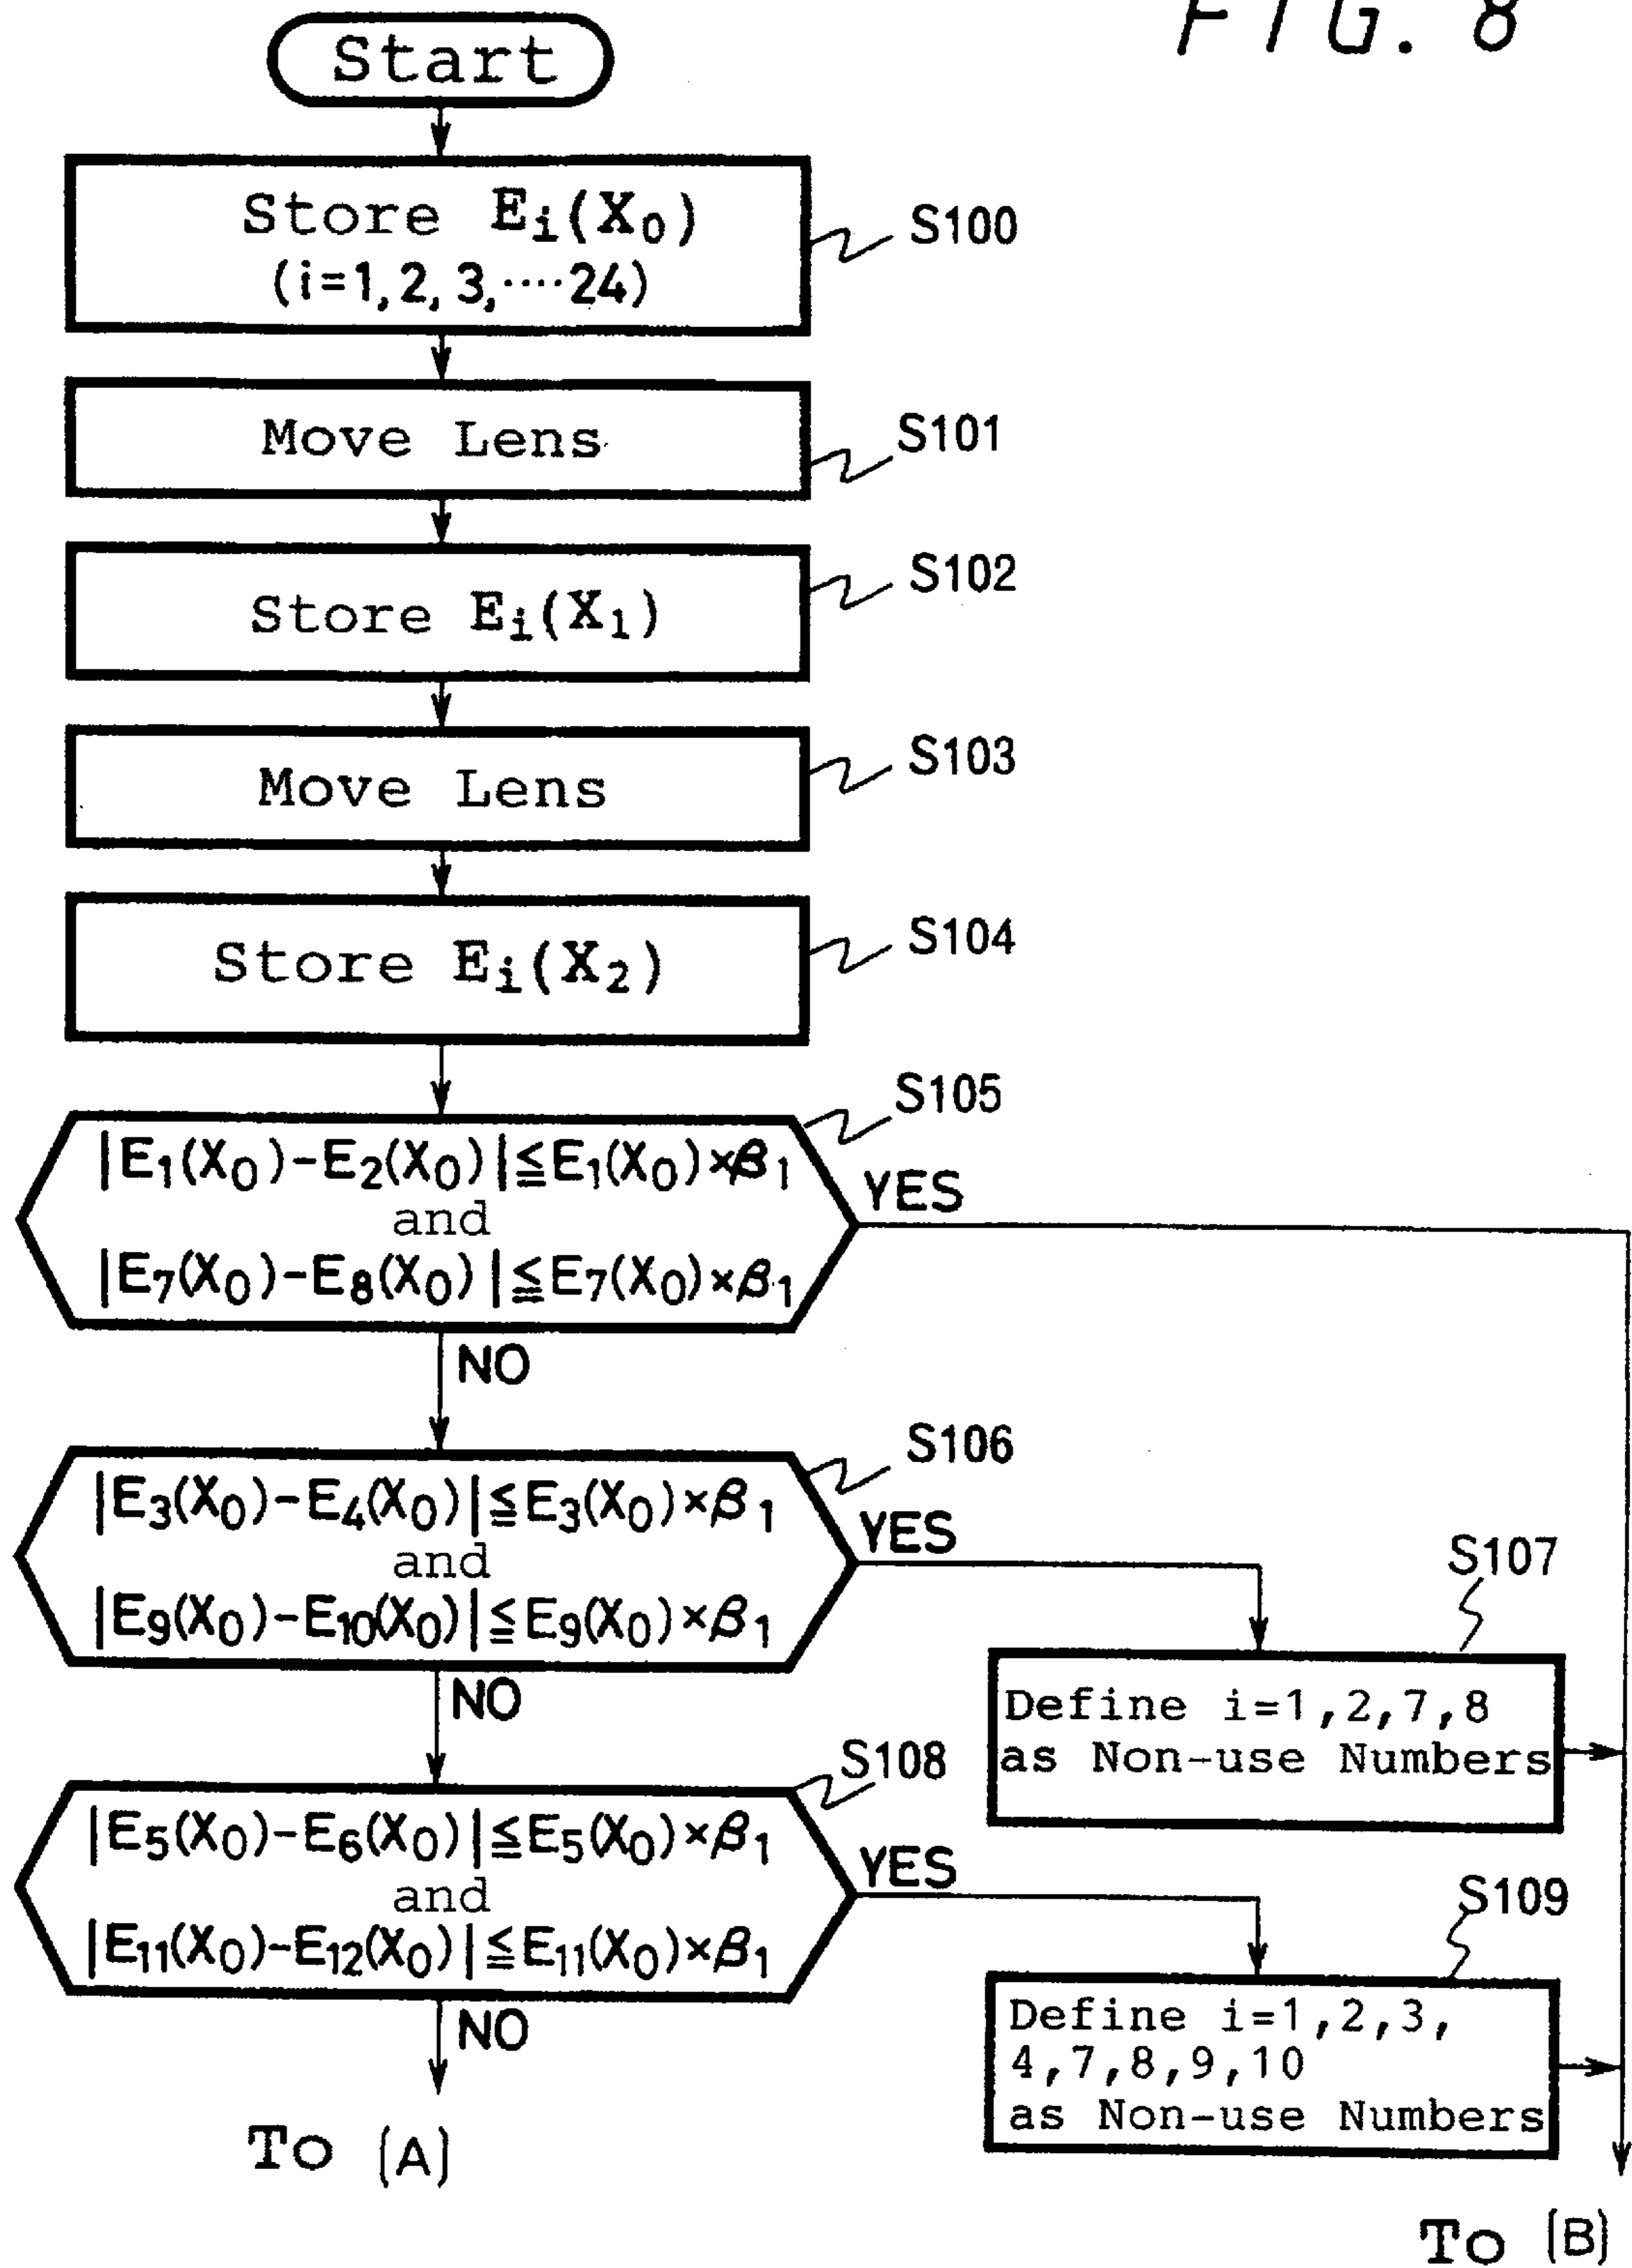 FIG. 8
Start
Store Ei(X0)
(i=1, 2, 3, ····24)
S100
Move Lens
S101
Store Ei(X1)
S102
Move Lens
S103
Store Ei(X2)
S104
S105
|E1(X0)-E2(X0)|≦E1(X0)×β1
and
|E7(X0)-E8(X0)|≦E7(X0)×β1
YES
NO
S106
|E3(X0)-E4(X0)|≦E3(X0)×β1
and
|E9(X0)-E10(X0)|≦E9(X0)×β1
YES
NO
S107
Define i=1,2,7,8
as Non-use Numbers
S108
|E5(X0)-E6(X0)|≦E5(X0)×β1
and
|E11(X0)-E12(X0)|≦E11(X0)×β1
YES
NO
S109
Define i=1,2,3,
4,7,8,9,10
as Non-use Numbers
To (A)
To (B)